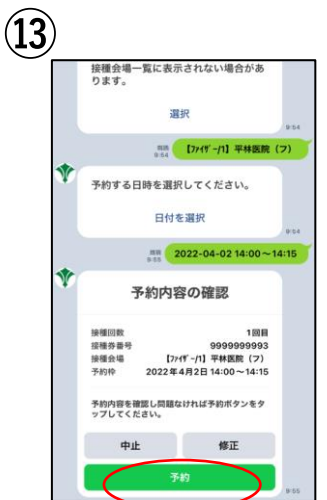 ⑬
接種会場一覧に表示されない場合があ
ります。
選択
9:54
既読
9:54
【ﾌｧｲｻﾞｰ/1】平林医院（フ）
予約する日時を選択してください。
日付を選択
9:54
既読
9:55
2022-04-02 14:00～14:15
予約内容の確認
接種回数 1回目
接種券番号 9999999993
接種会場 【ﾌｧｲｻﾞｰ/1】平林医院（フ）
予約枠 2022年4月2日 14:00～14:15
予約内容を確認し問題なければ予約ボタンをタ
ップしてください。
中止 修正
予約
9:55